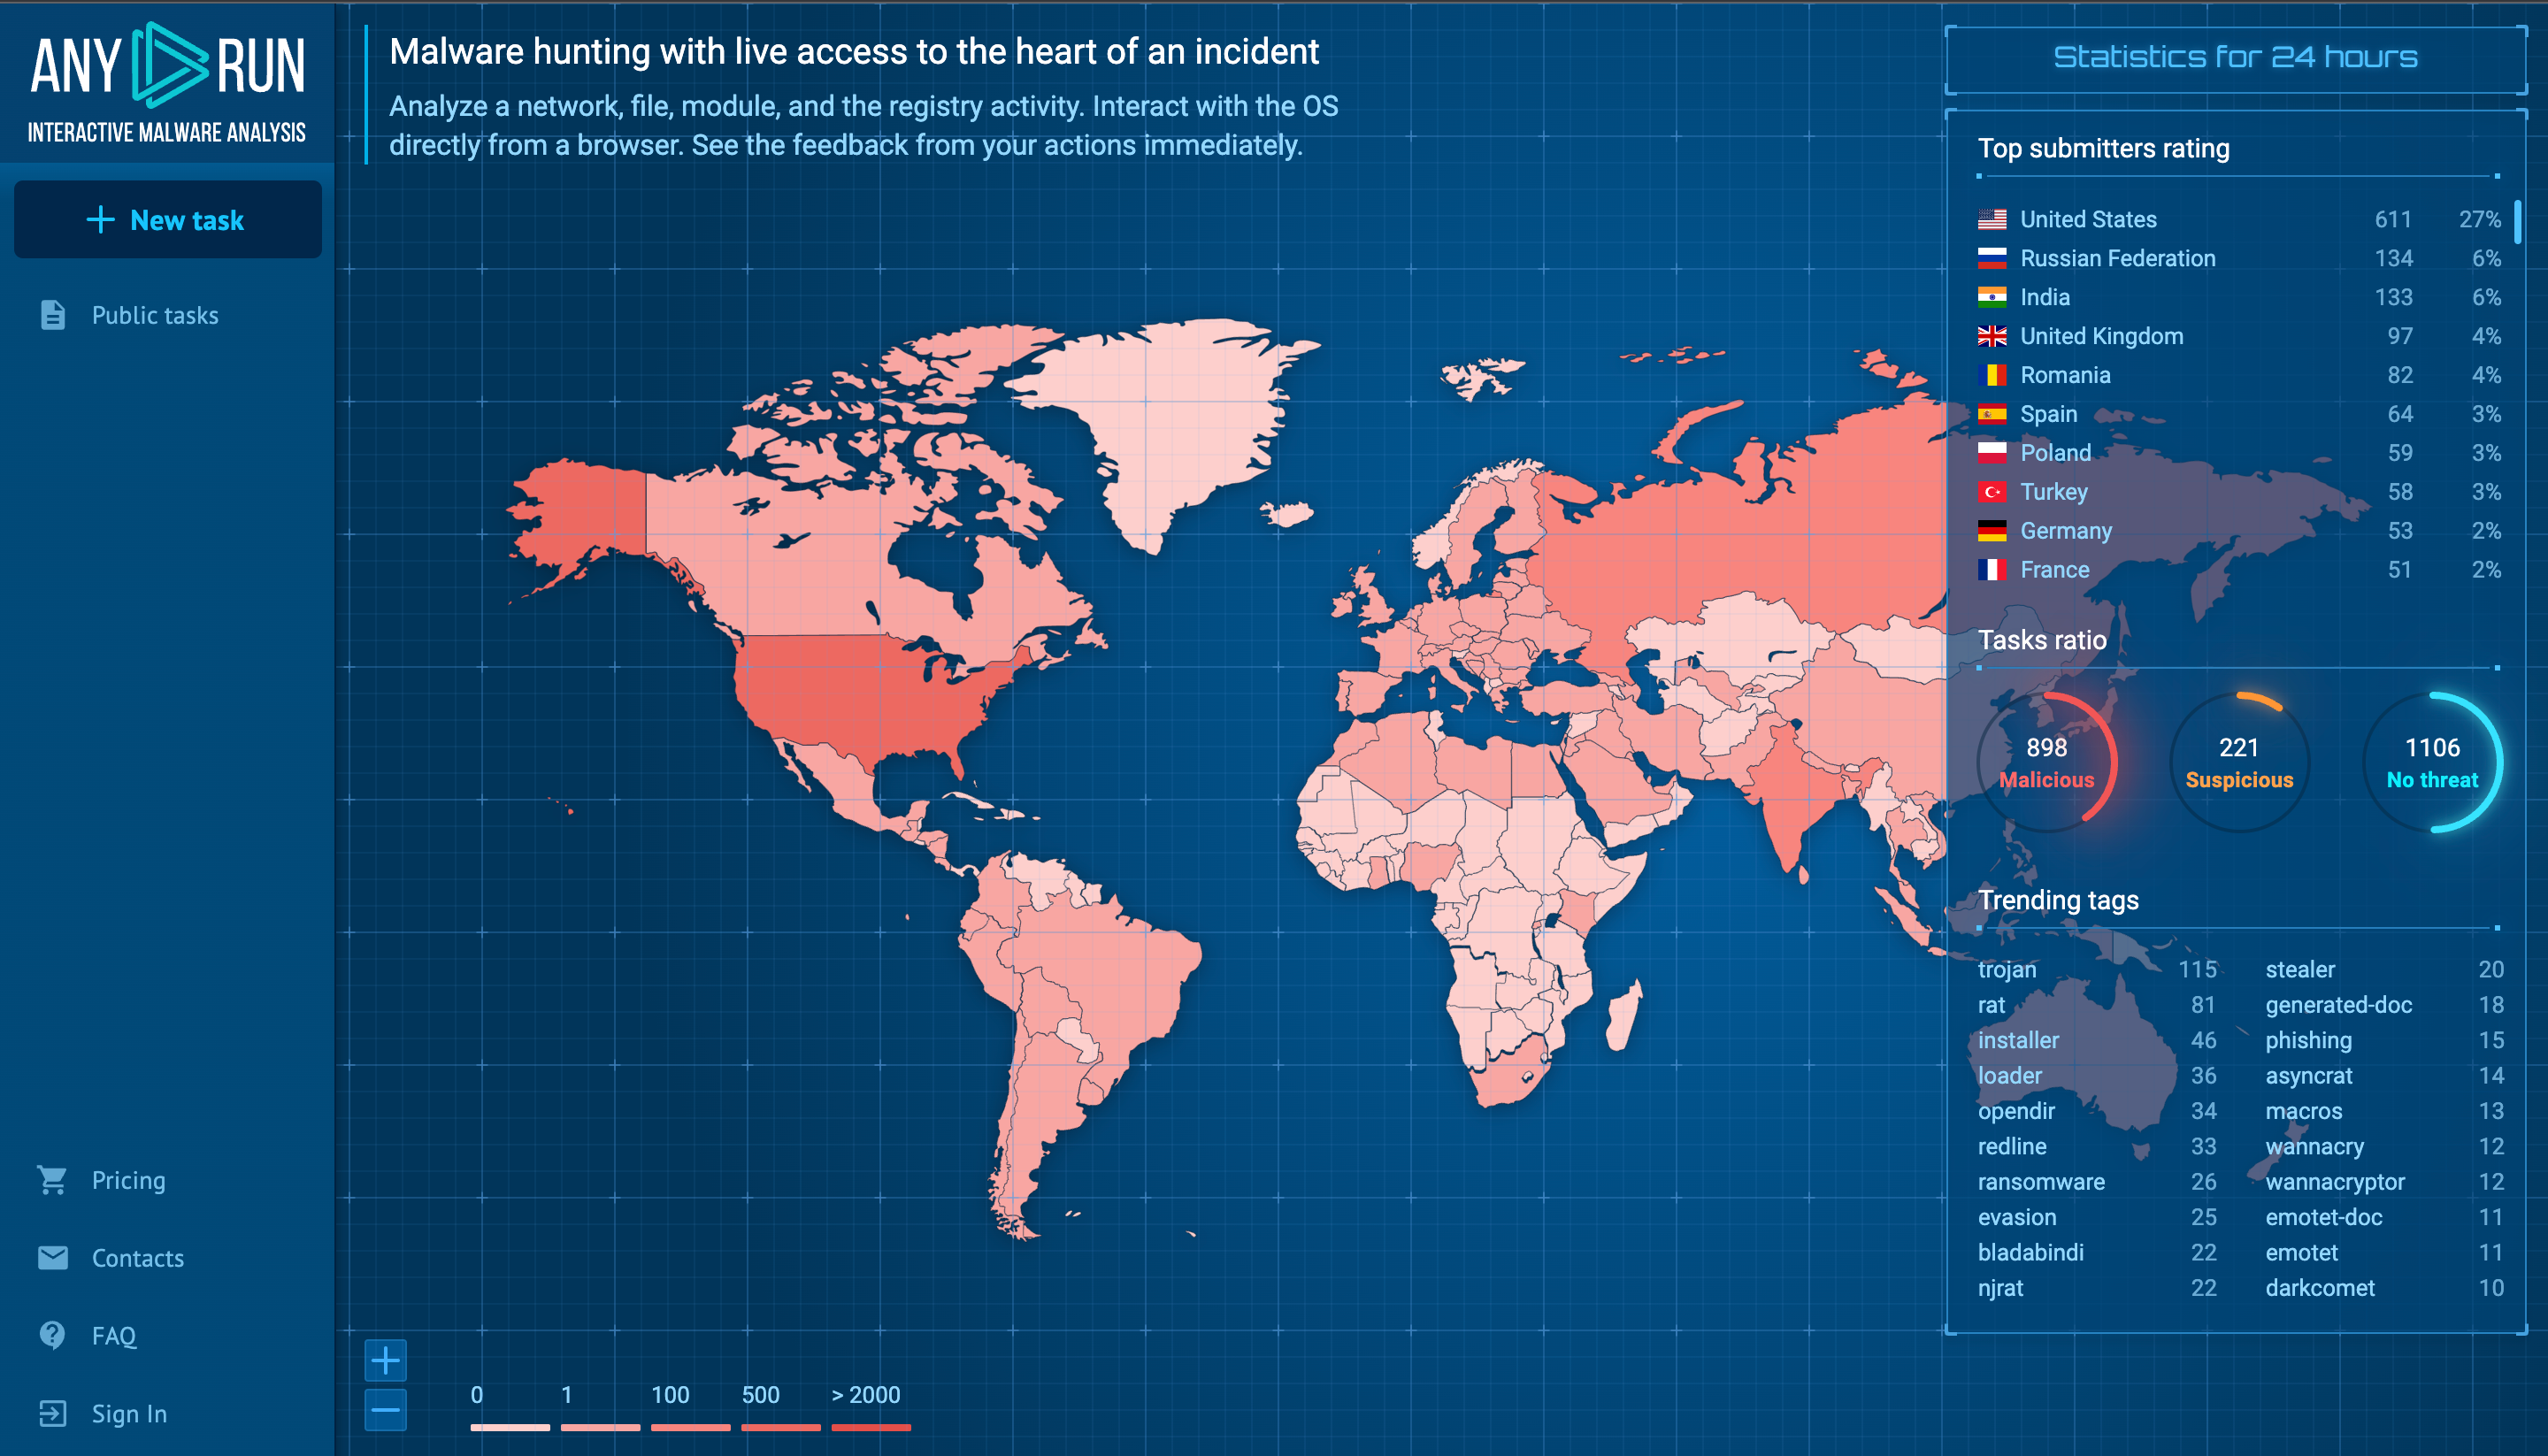 ANY RUN
INTERACTIVE MALWARE ANALYSIS
New task
Public tasks
Pricing
Contacts
FAQ
Sign In
Malware hunting with live access to the heart of an incident
Analyze a network, file, module, and the registry activity. Interact with the OS
directly from a browser. See the feedback from your actions immediately.
0 1 100 500 > 2000
Statistics for 24 hours
Top submitters rating
United States 611 27%
Russian Federation 134 6%
India 133 6%
United Kingdom 97 4%
Romania 82 4%
Spain 64 3%
Poland 59 3%
Turkey 58 3%
Germany 53 2%
France 51 2%
Tasks ratio
898 221 1106
Malicious Suspicious No threat
Trending tags
trojan 115 stealer 20
rat 81 generated-doc 18
installer 46 phishing 15
loader 36 asyncrat 14
opendir 34 macros 13
redline 33 wannacry 12
ransomware 26 wannacryptor 12
evasion 25 emotet-doc 11
bladabindi 22 emotet 11
njrat 22 darkcomet 10